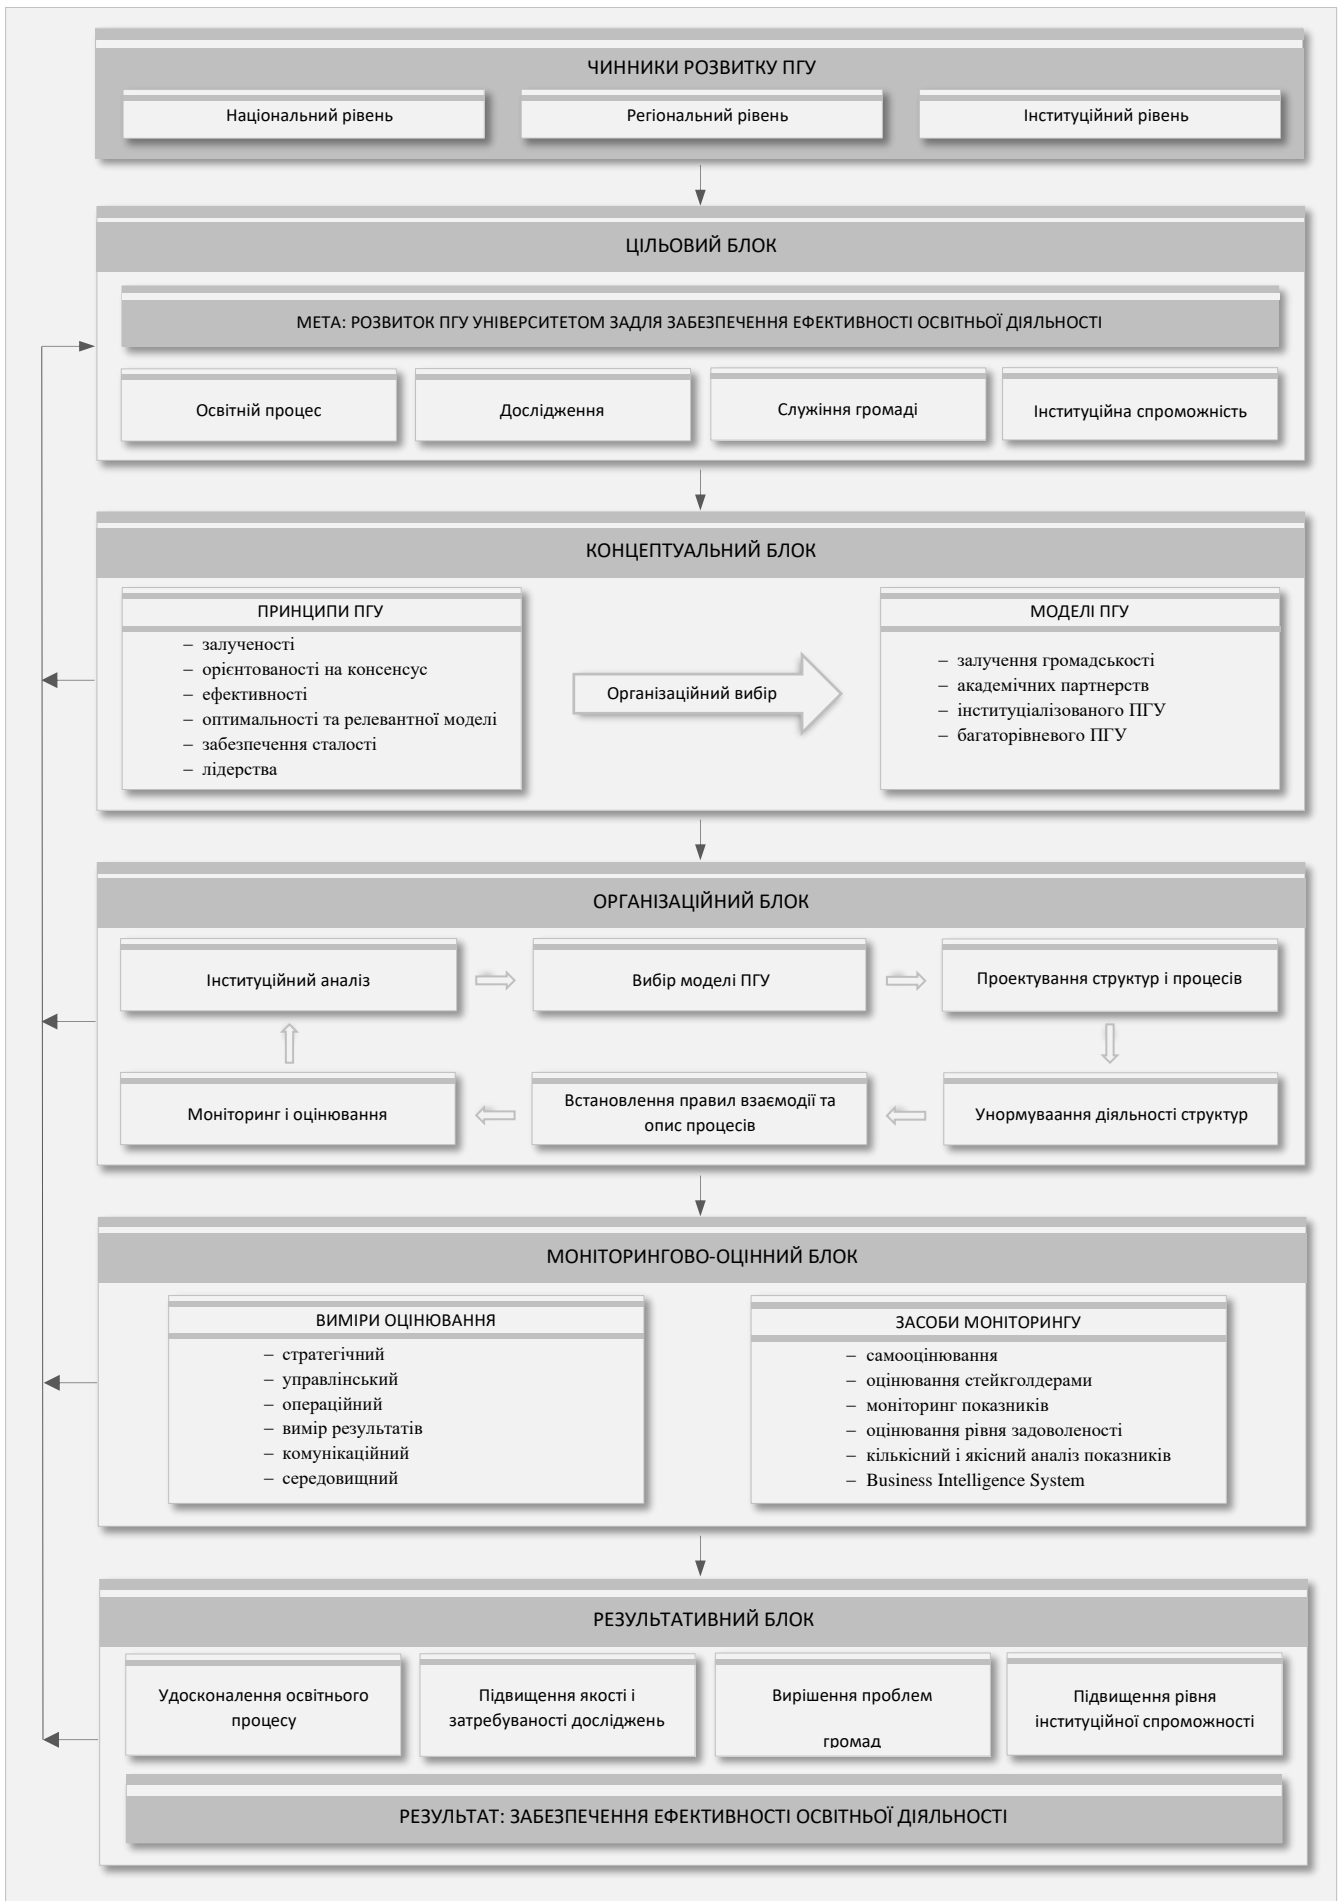 ЧИННИКИ РОЗВИТКУ ПГУ
Національний рівень
Регіональний рівень
Інституційний рівень
ЦІЛЬОВИЙ БЛОК
МЕТА: РОЗВИТОК ПГУ УНІВЕРСИТЕТОМ ЗАДЛЯ ЗАБЕЗПЕЧЕННЯ ЕФЕКТИВНОСТІ ОСВІТНЬОЇ ДІЯЛЬНОСТІ
Освітній процес
Дослідження
Служіння громаді
Інституційна спроможність
КОНЦЕПТУАЛЬНИЙ БЛОК
ПРИНЦИПИ ПГУ
– залученості
– орієнтованості на консенсус
– ефективності
– оптимальності та релевантної моделі
– забезпечення сталості
– лідерства
Організаційний вибір
МОДЕЛІ ПГУ
– залучення громадськості
– академічних партнерств
– інституціалізованого ПГУ
– багаторівневого ПГУ
ОРГАНІЗАЦІЙНИЙ БЛОК
Інституційний аналіз
Вибір моделі ПГУ
Проектування структур і процесів
Моніторинг і оцінювання
Встановлення правил взаємодії та
опис процесів
Унормуваання діяльності структур
МОНІТОРИНГОВО-ОЦІННИЙ БЛОК
ВИМІРИ ОЦІНЮВАННЯ
– стратегічний
– управлінський
– операційний
– вимір результатів
– комунікаційний
– середовищний
ЗАСОБИ МОНІТОРИНГУ
– самооцінювання
– оцінювання стейкголдерами
– моніторинг показників
– оцінювання рівня задоволеності
– кількісний і якісний аналіз показників
– Business Intelligence System
РЕЗУЛЬТАТИВНИЙ БЛОК
Удосконалення освітнього
процесу
Підвищення якості і
затребуваності досліджень
Вирішення проблем
громад
Підвищення рівня
інституційної спроможності
РЕЗУЛЬТАТ: ЗАБЕЗПЕЧЕННЯ ЕФЕКТИВНОСТІ ОСВІТНЬОЇ ДІЯЛЬНОСТІ